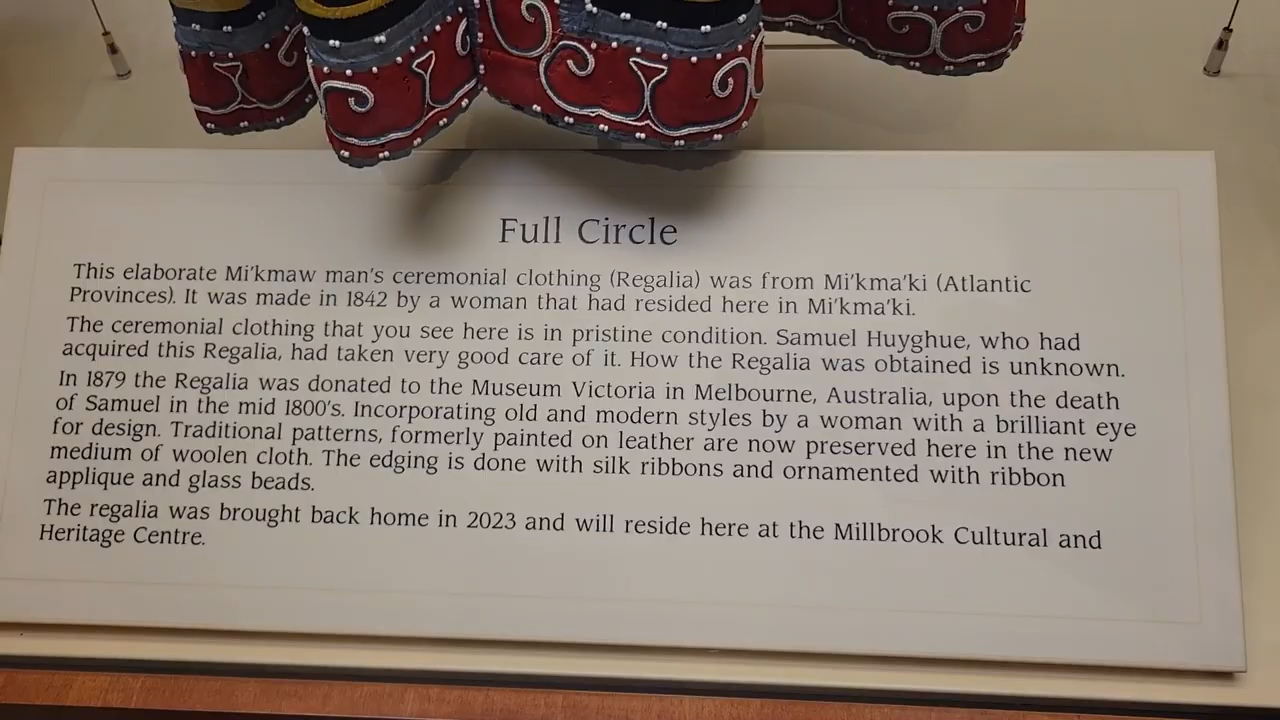 Full Circle
This elaborate Mi'kmaw man's ceremonial clothing (Regalia) was from Mi'kma'ki (Atlantic
Provinces). It was made in 1842 by a woman that had resided here in Mi'kma'ki.
The ceremonial clothing that you see here is in pristine condition. Samuel Huyghue, who had
acquired this Regalia, had taken very good care of it. How the Regalia was obtained is unknown.
In 1879 the Regalia was donated to the Museum Victoria in Melbourne, Australia, upon the death
of Samuel in the mid 1800's. Incorporating old and modern styles by a woman with a brilliant eye
for design. Traditional patterns, formerly painted on leather are now preserved here in the new
medium of woolen cloth. The edging is done with silk ribbons and ornamented with ribbon
applique and glass beads.
The regalia was brought back home in 2023 and will reside here at the Millbrook Cultural and
Heritage Centre.